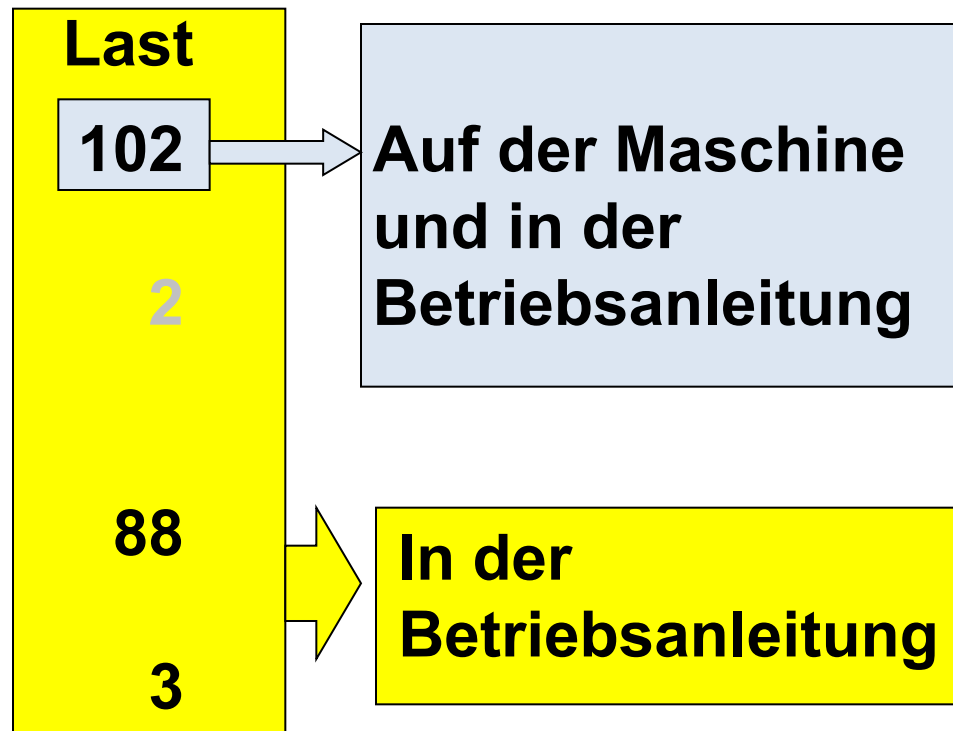 Last
102
Auf der Maschine
und in der
Betriebsanleitung
2
88
In der
Betriebsanleitung
3